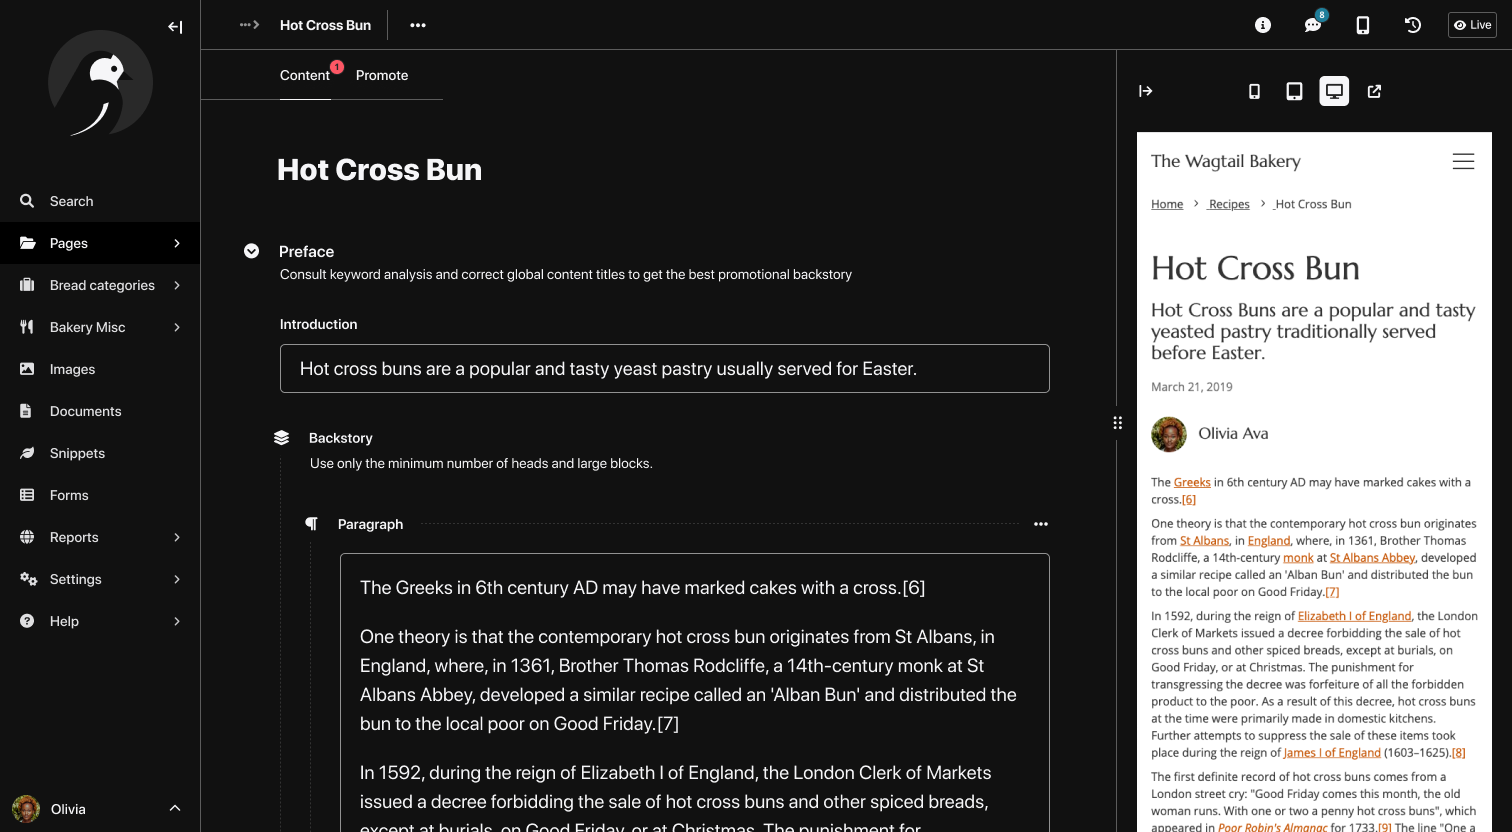 Hot Cross Bun
8
Live
Content
1
Promote
Search
Pages
Bread categories
Bakery Misc
Images
Documents
Snippets
Forms
Reports
Settings
Help
Olivia
Hot Cross Bun
Preface
Consult keyword analysis and correct global content titles to get the best promotional backstory
Introduction
Hot cross buns are a popular and tasty yeast pastry usually served for Easter.
Backstory
Use only the minimum number of heads and large blocks.
Paragraph
The Greeks in 6th century AD may have marked cakes with a cross.[6]
One theory is that the contemporary hot cross bun originates from St Albans, in
England, where, in 1361, Brother Thomas Rodcliffe, a 14th-century monk at St
Albans Abbey, developed a similar recipe called an 'Alban Bun' and distributed the
bun to the local poor on Good Friday.[7]
In 1592, during the reign of Elizabeth I of England, the London Clerk of Markets
issued a decree forbidding the sale of hot cross buns and other spiced breads,
except at burials, on Good Friday, or at Christmas. The punishment for
The Wagtail Bakery
Home > Recipes > Hot Cross Bun
Hot Cross Bun
Hot Cross Buns are a popular and tasty
yeasted pastry traditionally served
before Easter.
March 21, 2019
Olivia Ava
The Greeks in 6th century AD may have marked cakes with a
cross.[6]
One theory is that the contemporary hot cross bun originates
from St Albans, in England, where, in 1361, Brother Thomas
Rodcliffe, a 14th-century monk at St Albans Abbey, developed
a similar recipe called an 'Alban Bun' and distributed the bun
to the local poor on Good Friday.[7]
In 1592, during the reign of Elizabeth I of England, the London
Clerk of Markets issued a decree forbidding the sale of hot
cross buns and other spiced breads, except at burials, on
Good Friday, or at Christmas. The punishment for
transgressing the decree was forfeiture of all the forbidden
product to the poor. As a result of this decree, hot cross buns
at the time were primarily made in domestic kitchens.
Further attempts to suppress the sale of these items took
place during the reign of James I of England (1603–1625).[8]
The first definite record of hot cross buns comes from a
London street cry: "Good Friday comes this month, the old
woman runs. With one or two a penny hot cross buns", which
appeared in Poor Robin's Almanac for 1733.[9] The line "One a